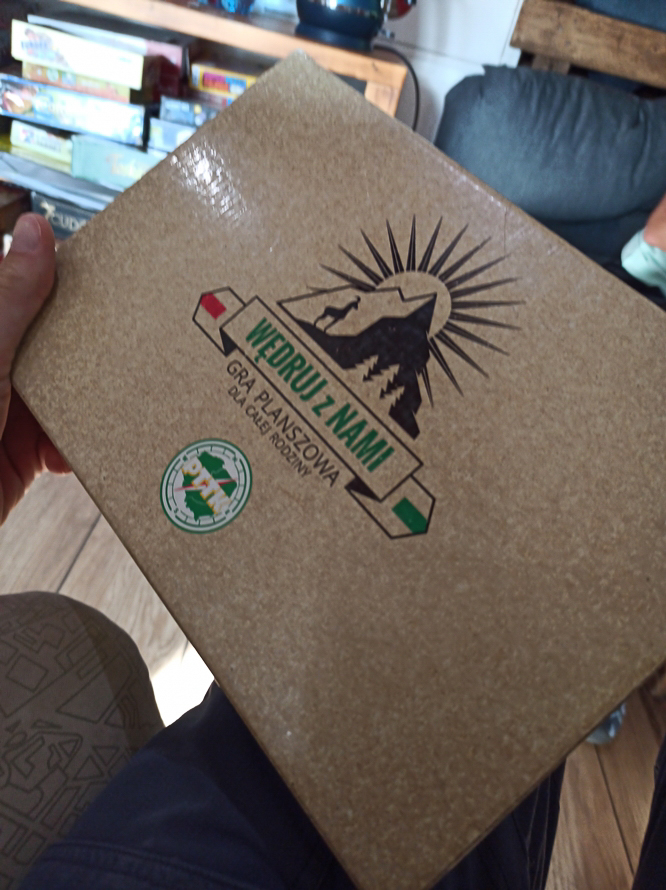 WĘDRUJ z NAMI
GRA PLANSZOWA
DLA CAŁEJ RODZINY
PTTK